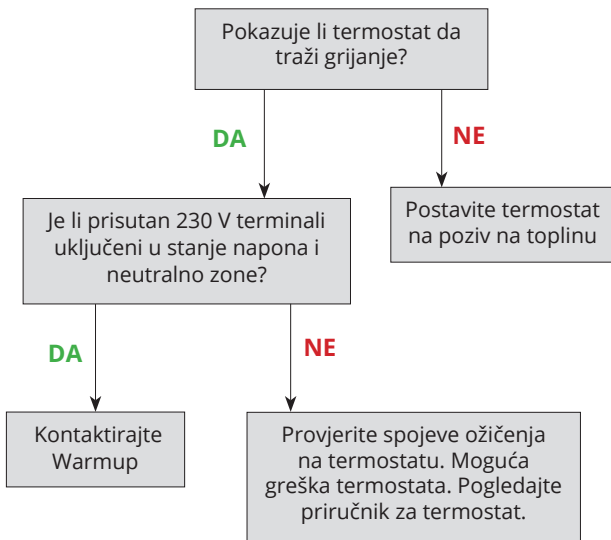 Pokazuje li termostat da
traži grijanje?
DA
NE
Je li prisutan 230 V terminali
uključeni u stanje napona i
neutralno zone?
Postavite termostat
na poziv na toplinu
DA
NE
Kontaktirajte
Warmup
Provjerite spojeve ožičenja
na termostatu. Moguća
greška termostata. Pogledajte
priručnik za termostat.